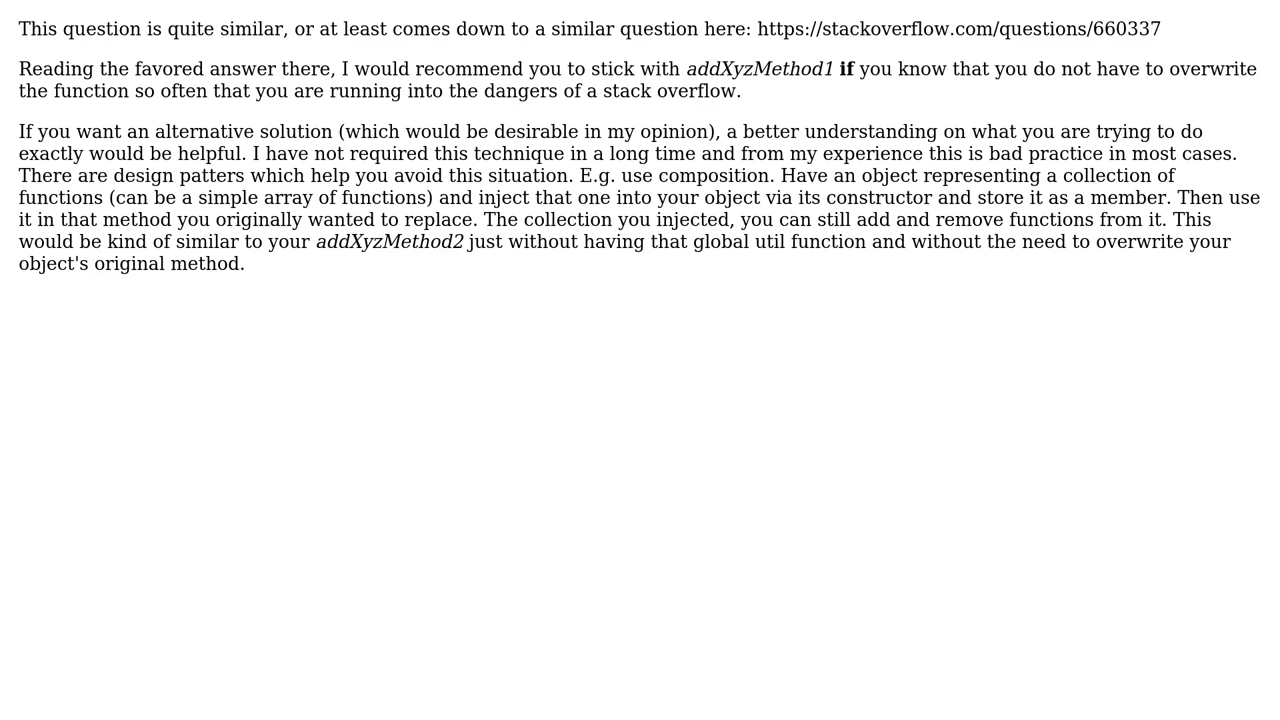 This question is quite similar, or at least comes down to a similar question here: https://stackoverflow.com/questions/660337
Reading the favored answer there, I would recommend you to stick with addXyzMethod1 if you know that you do not have to overwrite
the function so often that you are running into the dangers of a stack overflow.
If you want an alternative solution (which would be desirable in my opinion), a better understanding on what you are trying to do
exactly would be helpful. I have not required this technique in a long time and from my experience this is bad practice in most cases.
There are design patters which help you avoid this situation. E.g. use composition. Have an object representing a collection of
functions (can be a simple array of functions) and inject that one into your object via its constructor and store it as a member. Then use
it in that method you originally wanted to replace. The collection you injected, you can still add and remove functions from it. This
would be kind of similar to your addXyzMethod2 just without having that global util function and without the need to overwrite your
object's original method.